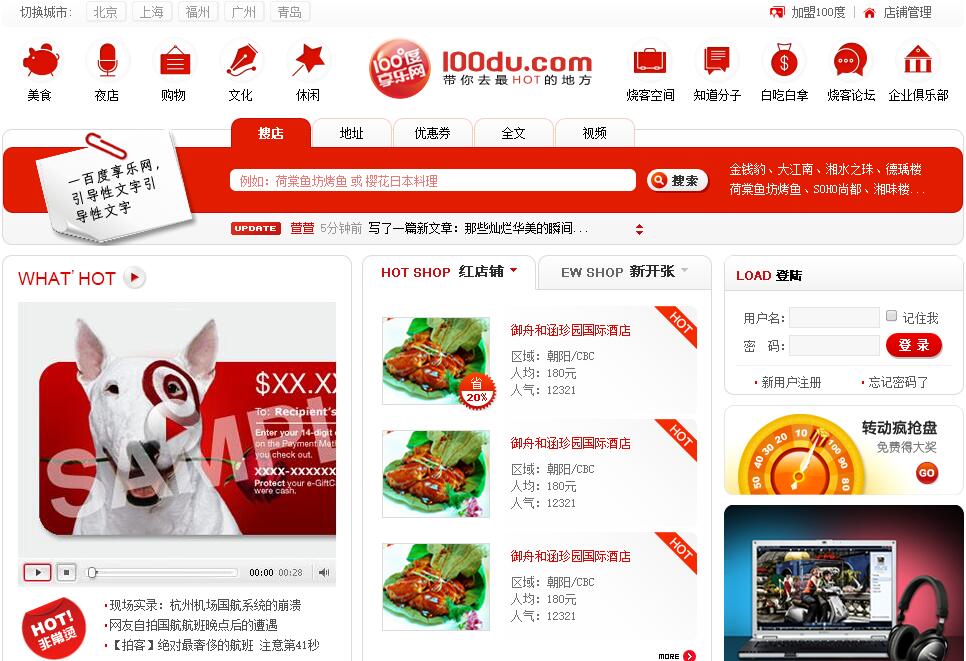 切换城市:
北京
上海
福州
广州
青岛
加盟100度
店铺管理
美食
夜店
购物
文化
休闲
100度
享乐网
100du.com
带你去最HOT的地方
烧客空间
知道分子
白吃白拿
烧客论坛
企业俱乐部
一百度享乐网，
引导性文字引
导性文字
搜店
地址
优惠券
全文
视频
例如：荷棠鱼坊烤鱼 或 樱花日本料理
搜索
金钱豹、大江南、湘水之珠、德瑀楼
荷棠鱼坊烤鱼、SOHO尚都、湘味楼...
UPDATE 萱萱 5分钟前 写了一篇新文章：那些灿烂华美的瞬间...
WHAT' HOT
HOT SHOP 红店铺
EW SHOP 新开张
LOAD 登陆
$XX.X
To: Recipient's
Enter your 14-digit
on the Payment Met
you check out.
XXXX-XXXXXX
Protect your e-GiftC
were cash.
SAMPL
00:00 00:28
HOT!
非常烫
现场实录：杭州机场国航系统的崩溃
网友自拍国航航班晚点后的遭遇
【拍客】绝对最奢侈的航班 注意第41秒
省
20%
御舟和涵珍园国际酒店
HOT
区域：朝阳/CBC
人均：180元
人气：12321
御舟和涵珍园国际酒店
HOT
区域：朝阳/CBC
人均：180元
人气：12321
御舟和涵珍园国际酒店
HOT
区域：朝阳/CBC
人均：180元
人气：12321
MORE
用户名:
记住我
密 码:
登 录
新用户注册
忘记密码了
转动疯抢盘
免费得大奖
GO
50 40 30 20 10 100 90 80